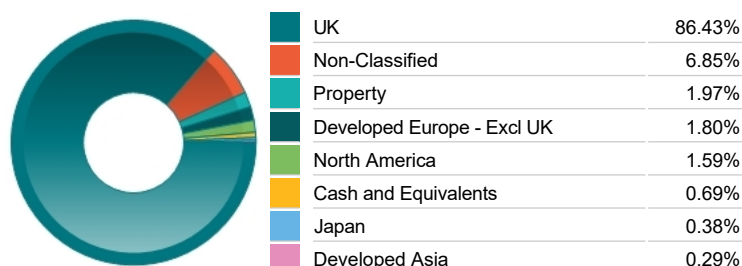 UK 86.43%
Non-Classified 6.85%
Property 1.97%
Developed Europe - Excl UK 1.80%
North America 1.59%
Cash and Equivalents 0.69%
Japan 0.38%
Developed Asia 0.29%